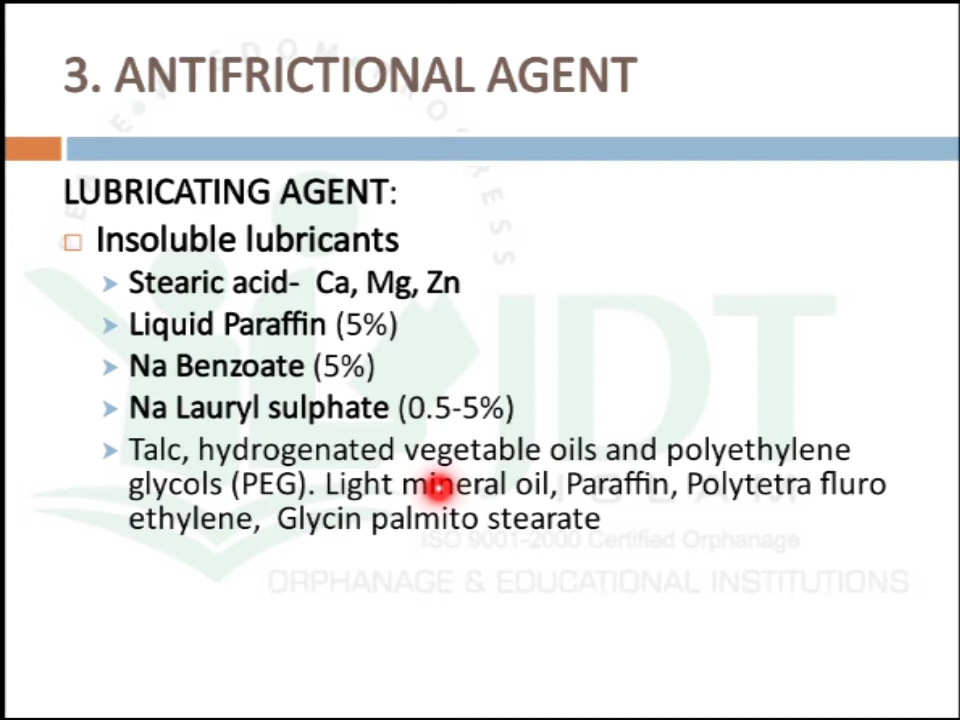 3. ANTIFRICTIONAL AGENT
LUBRICATING AGENT:
Insoluble lubricants
Stearic acid- Ca, Mg, Zn
Liquid Paraffin (5%)
Na Benzoate (5%)
Na Lauryl sulphate (0.5-5%)
Talc, hydrogenated vegetable oils and polyethylene
glycols (PEG). Light mineral oil, Paraffin, Polytetra fluro
ethylene, Glycin palmito stearate
JDT
ISLAM
ISO 9001-2000 Certified Orphanage
ORPHANAGE & EDUCATIONAL INSTITUTIONS